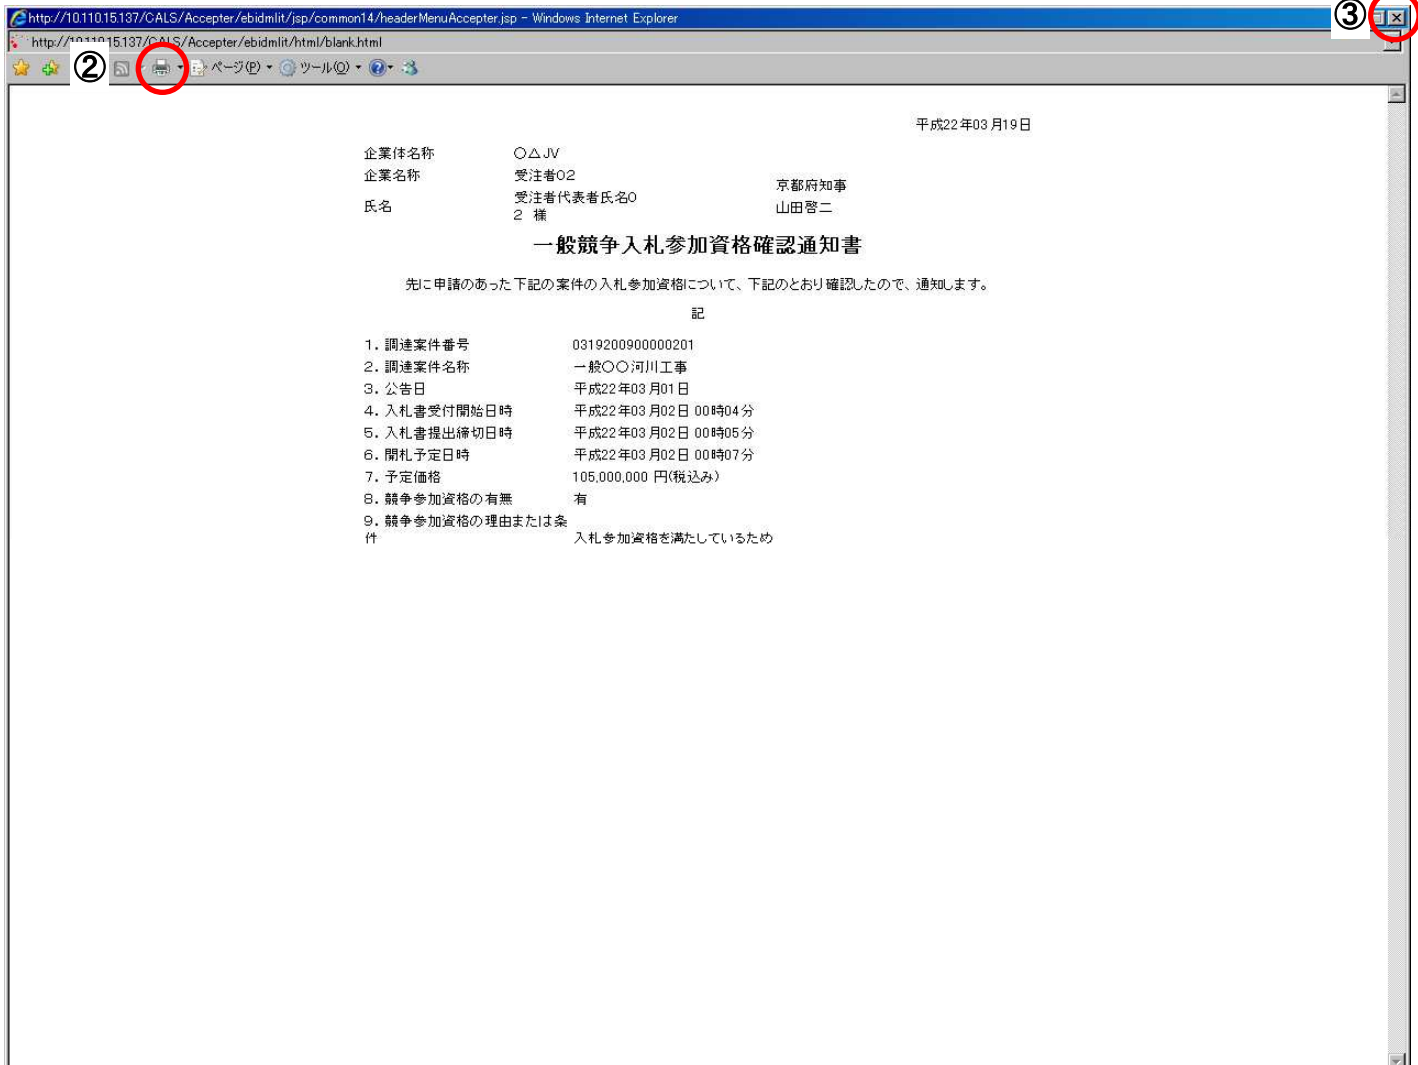 http://10.110.15.137/CALS/Accepter/ebidmlit/jsp/common14/headerMenuAccepter.jsp - Windows Internet Explorer
③
http://10.110.15.137/CALS/Accepter/ebidmlit/html/blank.html
② ページ(P) ツール(O)
平成22年03月19日
企業体名称 〇△JV
企業名称 受注者02
京都府知事
氏名 受注者代表者氏名0
2 様
山田啓二
一般競争入札参加資格確認通知書
先に申請のあった下記の案件の入札参加資格について、下記のとおり確認したので、通知します。
記
1. 調達案件番号 0319200900000201
2. 調達案件名称 一般〇〇河川工事
3. 公告日 平成22年03月01日
4. 入札書受付開始日時 平成22年03月02日 00時04分
5. 入札書提出締切日時 平成22年03月02日 00時05分
6. 開札予定日時 平成22年03月02日 00時07分
7. 予定価格 105,000,000 円(税込み)
8. 競争参加資格の有無 有
9. 競争参加資格の理由または条
件 入札参加資格を満たしているため